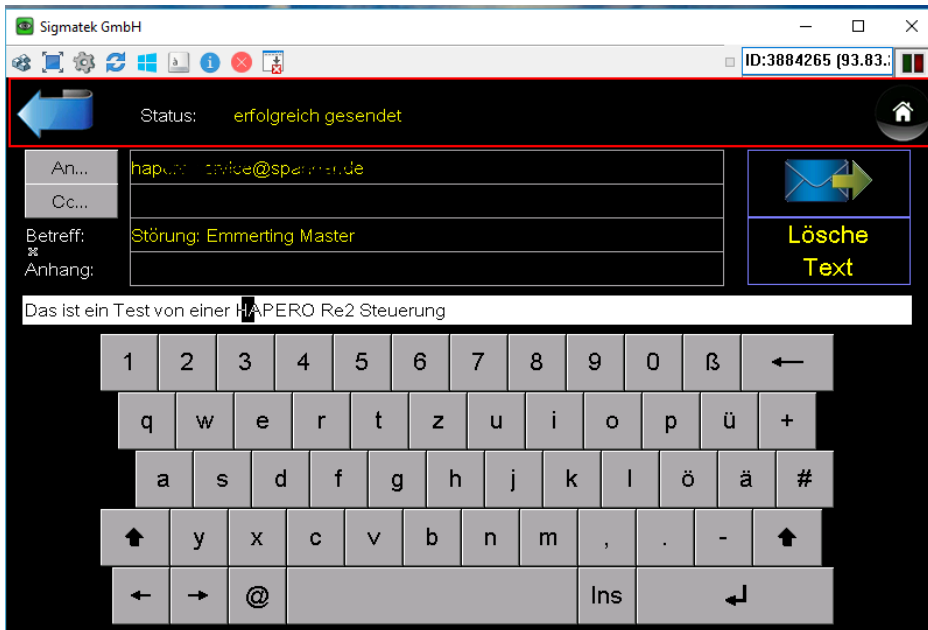 Sigmatek GmbH
ID:3884265 (93.83.
Status: erfolgreich gesendet
An...
Cc...
Betreff: Störung: Emmerting Master
Anhang:
Lösche
Text
Das ist ein Test von einer HAPERO Re2 Steuerung
1 2 3 4 5 6 7 8 9 0 ß ←
q w e r t z u i o p ü +
a s d f g h j k l ö ä #
y x c v b n m , . -
← → @ Ins